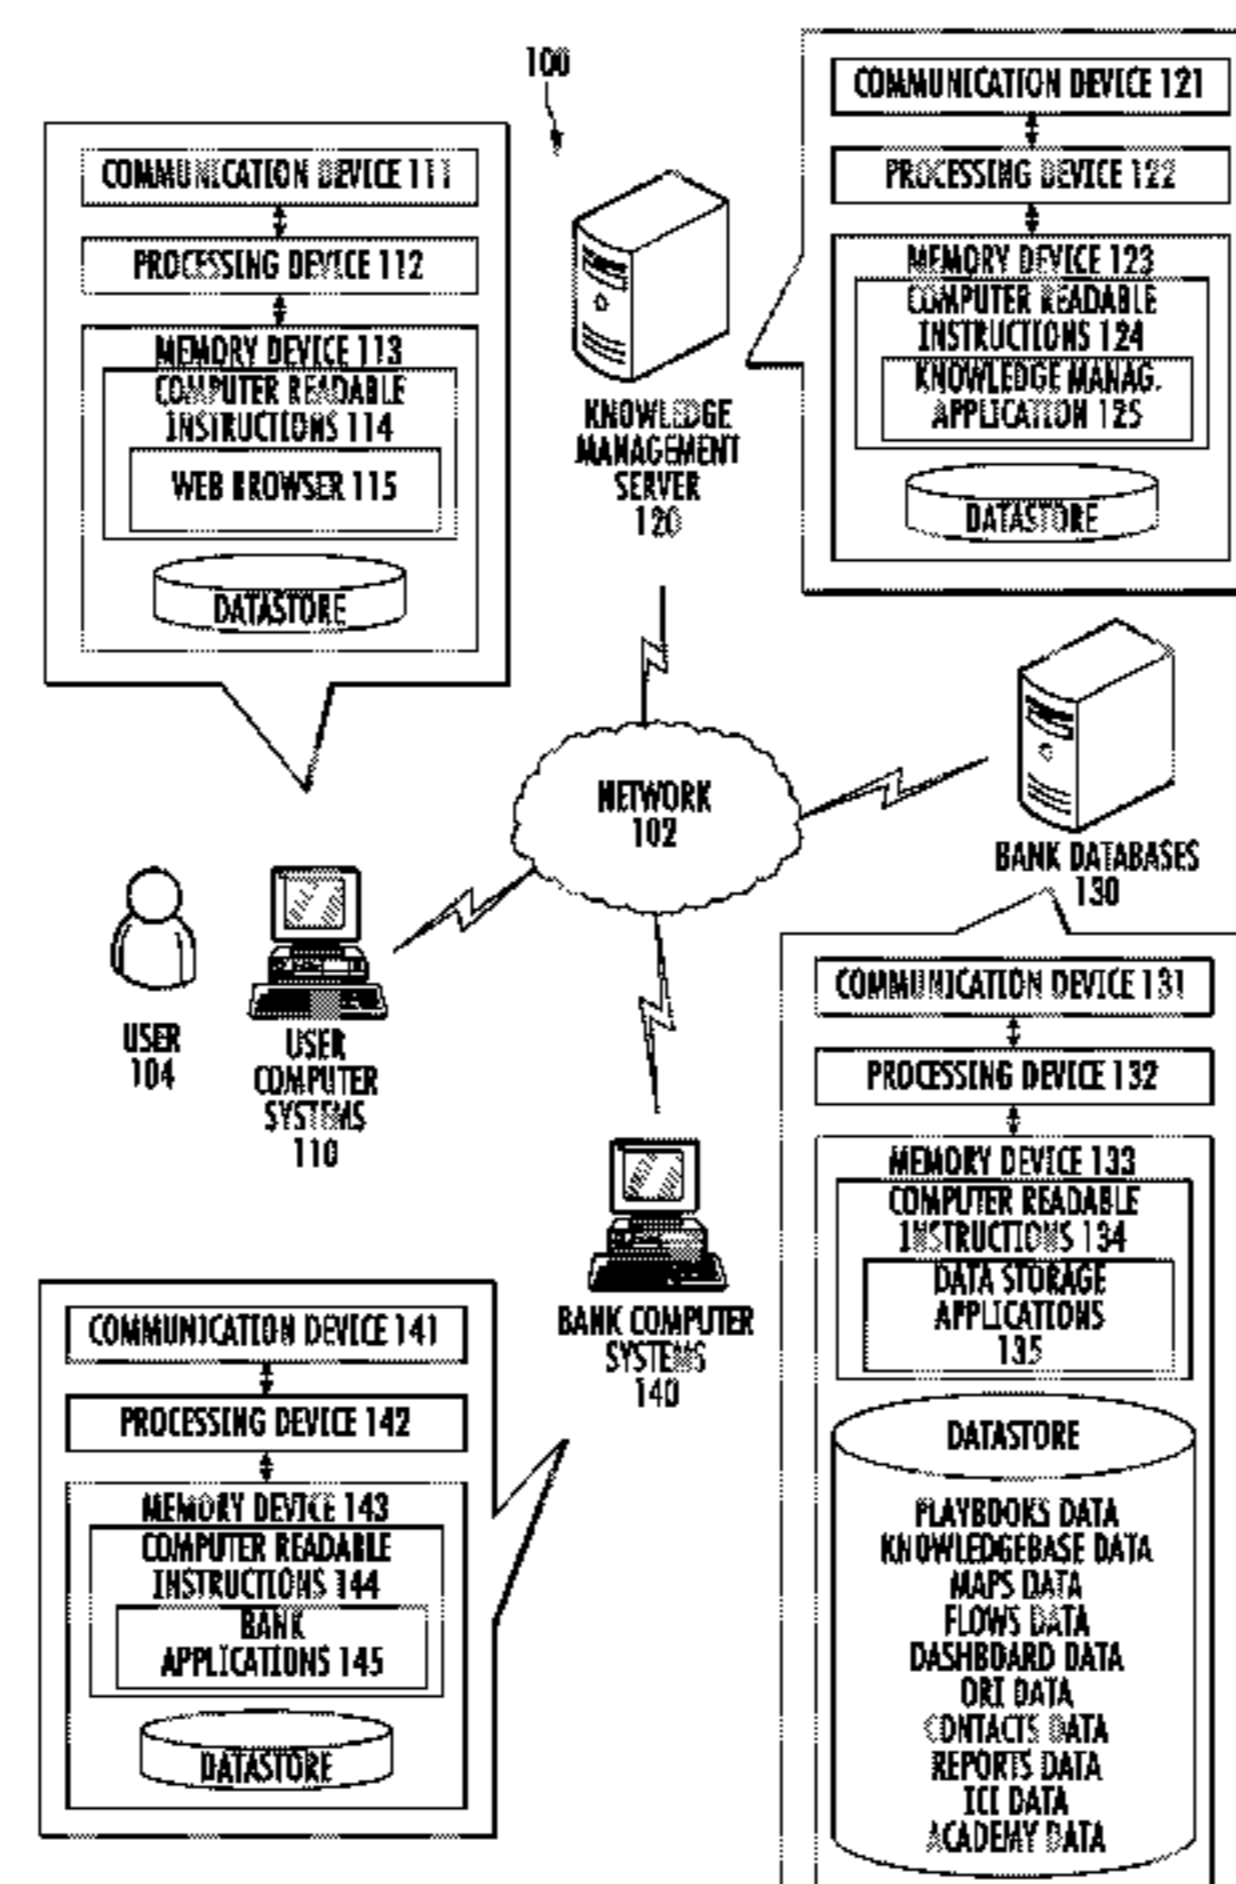 100
COMMUNICATION DEVICE 111
PROCESSING DEVICE 112
MEMORY DEVICE 113
COMPUTER READABLE
INSTRUCTIONS 114
WEB BROWSER 115
DATASTORE
KNOWLEDGE
MANAGEMENT
SERVER
120
COMMUNICATION DEVICE 121
PROCESSING DEVICE 122
MEMORY DEVICE 123
COMPUTER READABLE
INSTRUCTIONS 124
KNOWLEDGE MANAG.
APPLICATION 125
DATASTORE
NETWORK
102
BANK DATABASES
130
USER
104
USER
COMPUTER
SYSTEMS
110
BANK COMPUTER
SYSTEMS
140
COMMUNICATION DEVICE 131
PROCESSING DEVICE 132
MEMORY DEVICE 133
COMPUTER READABLE
INSTRUCTIONS 134
DATA STORAGE
APPLICATIONS
135
DATASTORE
PLAYBOOKS DATA
KNOWLEDGEBASE DATA
MAPS DATA
FLOWS DATA
DASHBOARD DATA
ORI DATA
CONTACTS DATA
REPORTS DATA
ICI DATA
ACADEMY DATA
COMMUNICATION DEVICE 141
PROCESSING DEVICE 142
MEMORY DEVICE 143
COMPUTER READABLE
INSTRUCTIONS 144
BANK
APPLICATIONS 145
DATASTORE